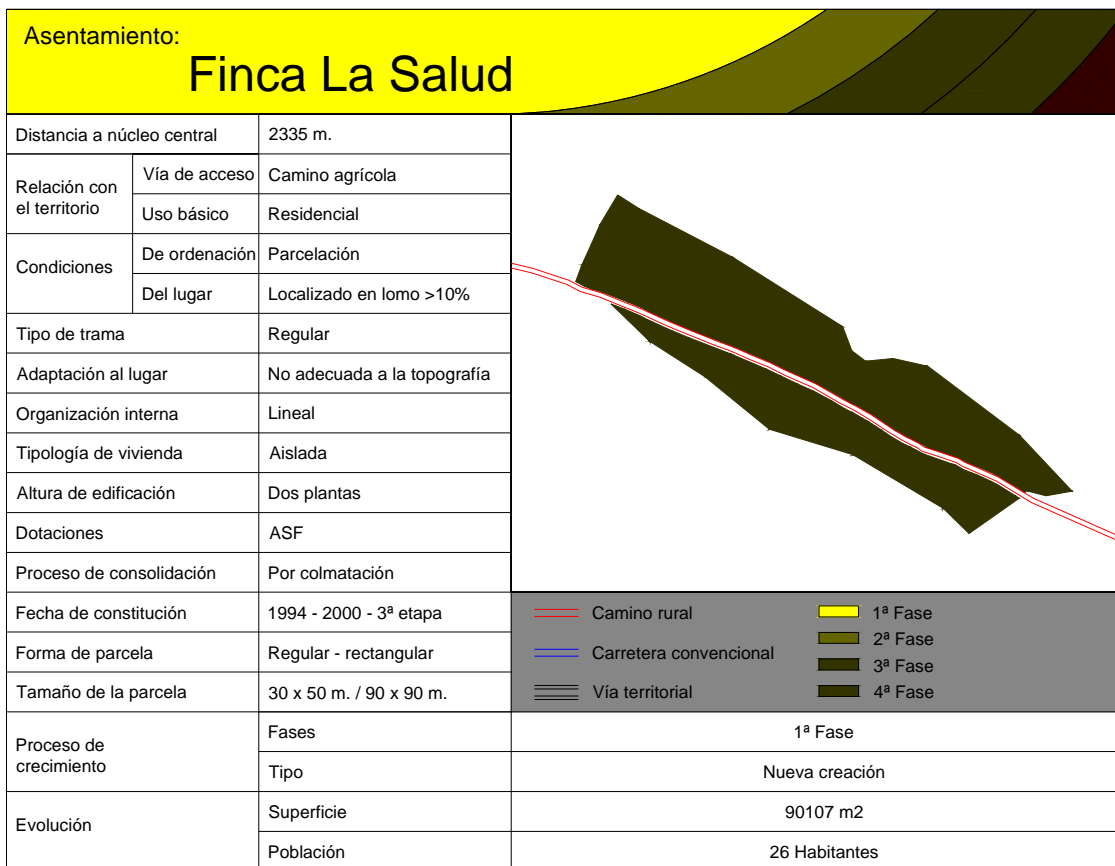 Asentamiento:
Finca La Salud
Distancia a núcleo central 2335 m.
Relación con el territorio Vía de acceso Camino agrícola
Uso básico Residencial
Condiciones De ordenación Parcelación
Del lugar Localizado en lomo >10%
Tipo de trama Regular
Adaptación al lugar No adecuada a la topografía
Organización interna Lineal
Tipología de vivienda Aislada
Altura de edificación Dos plantas
Dotaciones ASF
Proceso de consolidación Por colmatación
Fecha de constitución 1994 - 2000 - 3ª etapa
Forma de parcela Regular - rectangular
Tamaño de la parcela 30 x 50 m. / 90 x 90 m.
Camino rural
Carretera convencional
Vía territorial
1ª Fase
2ª Fase
3ª Fase
4ª Fase
Proceso de crecimiento Fases 1ª Fase
Tipo Nueva creación
Evolución Superficie 90107 m2
Población 26 Habitantes